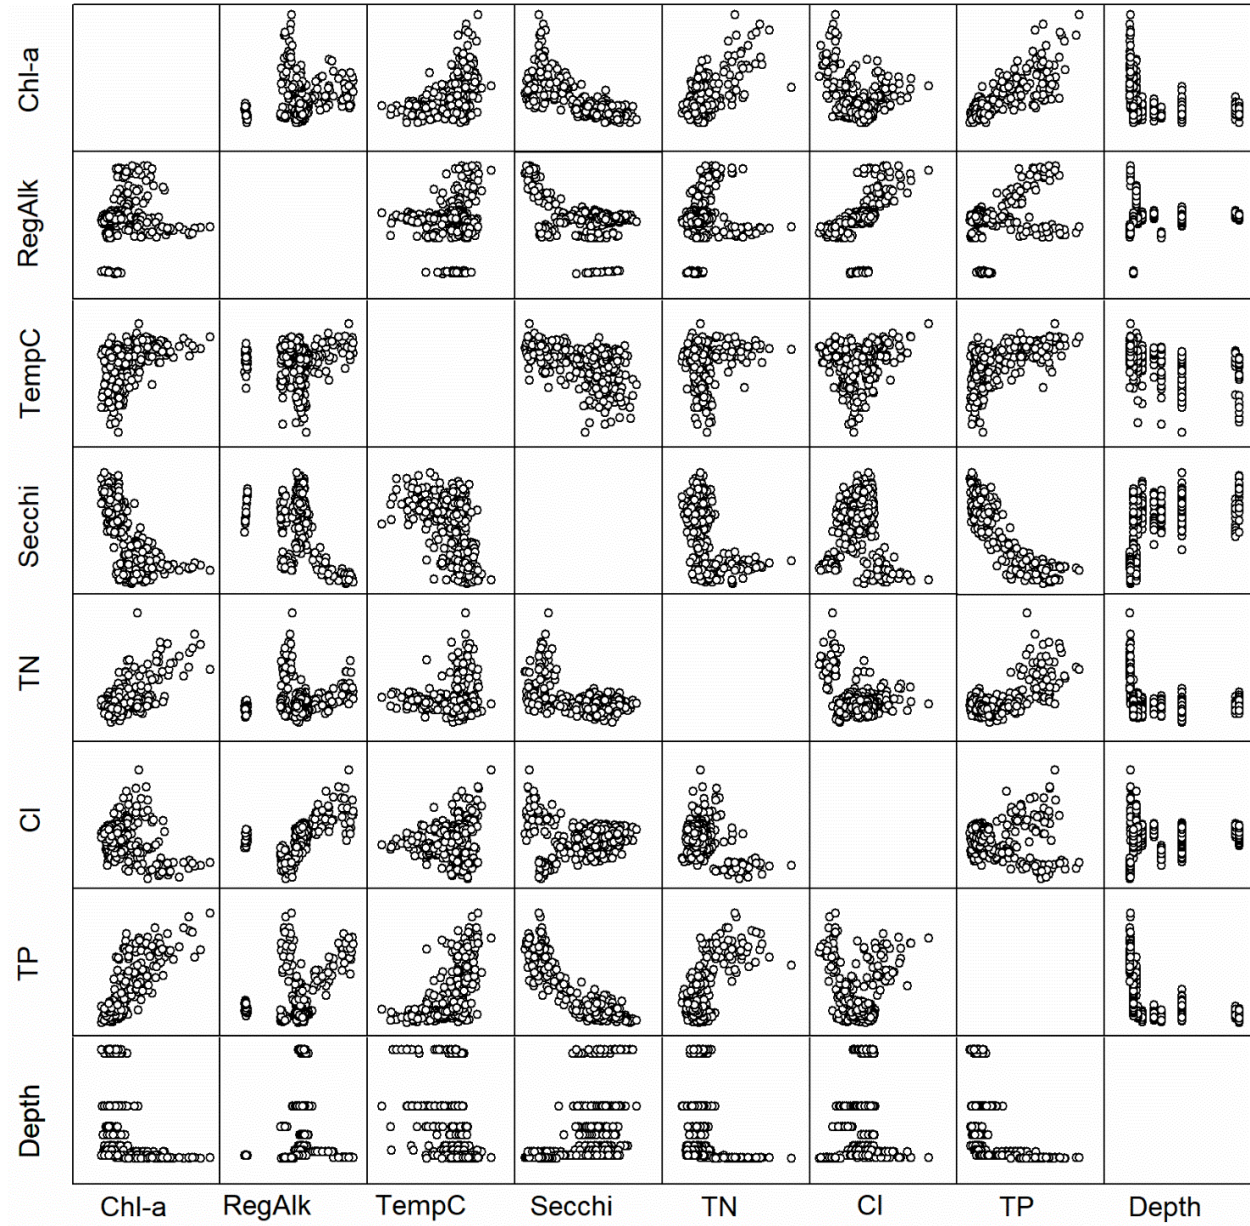 Chl-a
RegAlk
TempC
Secchi
TN
Cl
TP
Depth
Chl-a RegAlk TempC Secchi TN Cl TP Depth